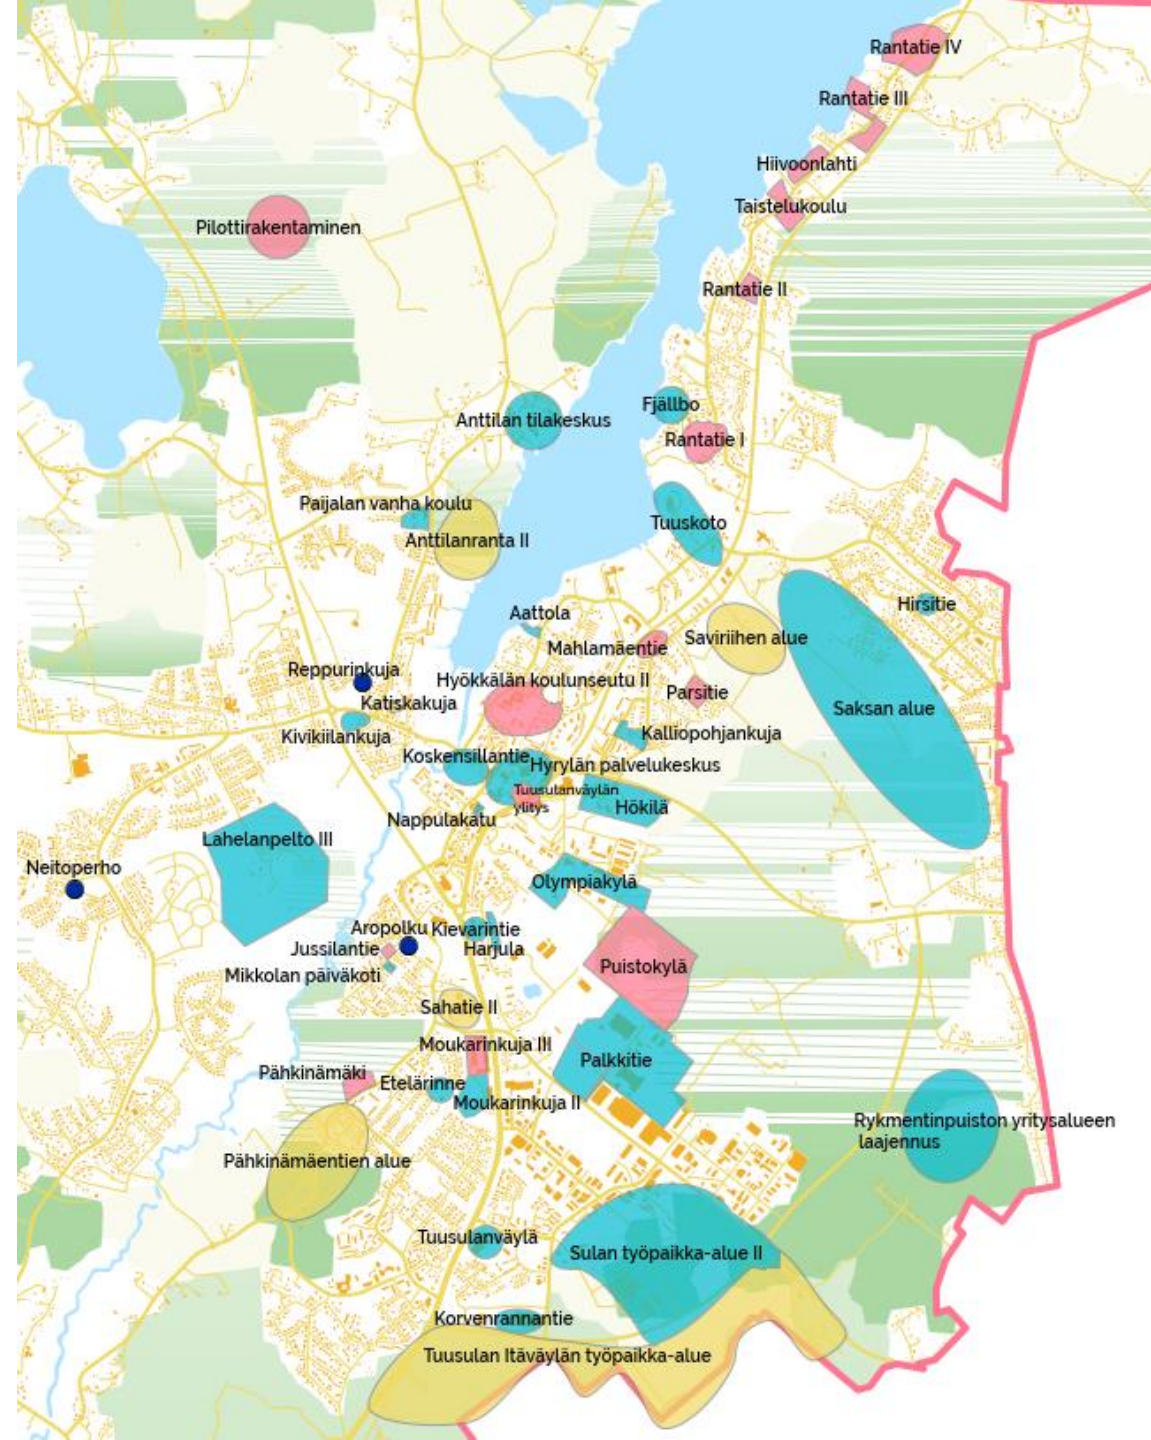 Rantatie IV
Rantatie III
Hiivoonlahti
Taistelukoulu
Pilottirakentaminen
Rantatie II
Fjällbo
Anttilan tilakeskus
Rantatie I
Paijalan vanha koulu
Tuuskoto
Anttilanranta II
Hirsitie
Aattola
Saviriihen alue
Mahlamäentie
Reppurinkuja
Hyökkälän koulunseutu II
Parsitie
Katiskakuja
Saksan alue
Kivikiilankuja
Kalliopohjankuja
Koskensillantie
Hyrylän palvelukeskus
Tuusulanväylän
ylitys
Hökilä
Nappulakatu
Lahelanpelto III
Neitoperho
Olympiakylä
Aropolku
Kievarintie
Jussilantie
Harjula
Puistokylä
Mikkolan päiväkoti
Sahatie II
Moukarinkuja III
Palkkitie
Pähkinämäki
Etelärinne
Moukarinkuja II
Rykmentinpuiston yritysalueen
laajennus
Pähkinämäentien alue
Tuusulanväylä
Sulan työpaikka-alue II
Korvenrannantie
Tuusulan Itäväylän työpaikka-alue